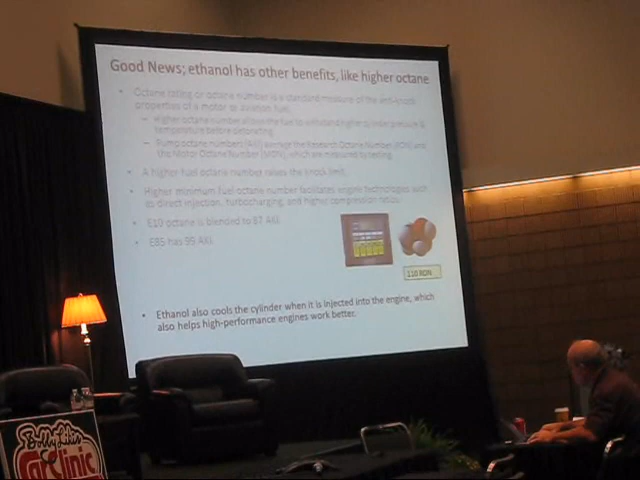 Good News; ethanol has other benefits, like higher octane
• Octane rating or octane number is a standard measure of the anti-knock
properties of a motor or aviation fuel.
– Higher octane number allows the fuel to withstand higher cylinder pressure &
temperature before detonating
– Pump octane numbers (AKI) average the Research Octane Number (RON) and
the Motor Octane Number (MON), which are measured by testing
• A higher fuel octane number raises the knock limit.
• Higher minimum fuel octane number facilitates engine technologies such
as direct injection, turbocharging, and higher compression ratios.
• E10 octane is blended to 87 AKI.
• E85 has 95 AKI.
110 RON
• Ethanol also cools the cylinder when it is injected into the engine, which
also helps high-performance engines work better.
Bobby Likis
Car Clinic